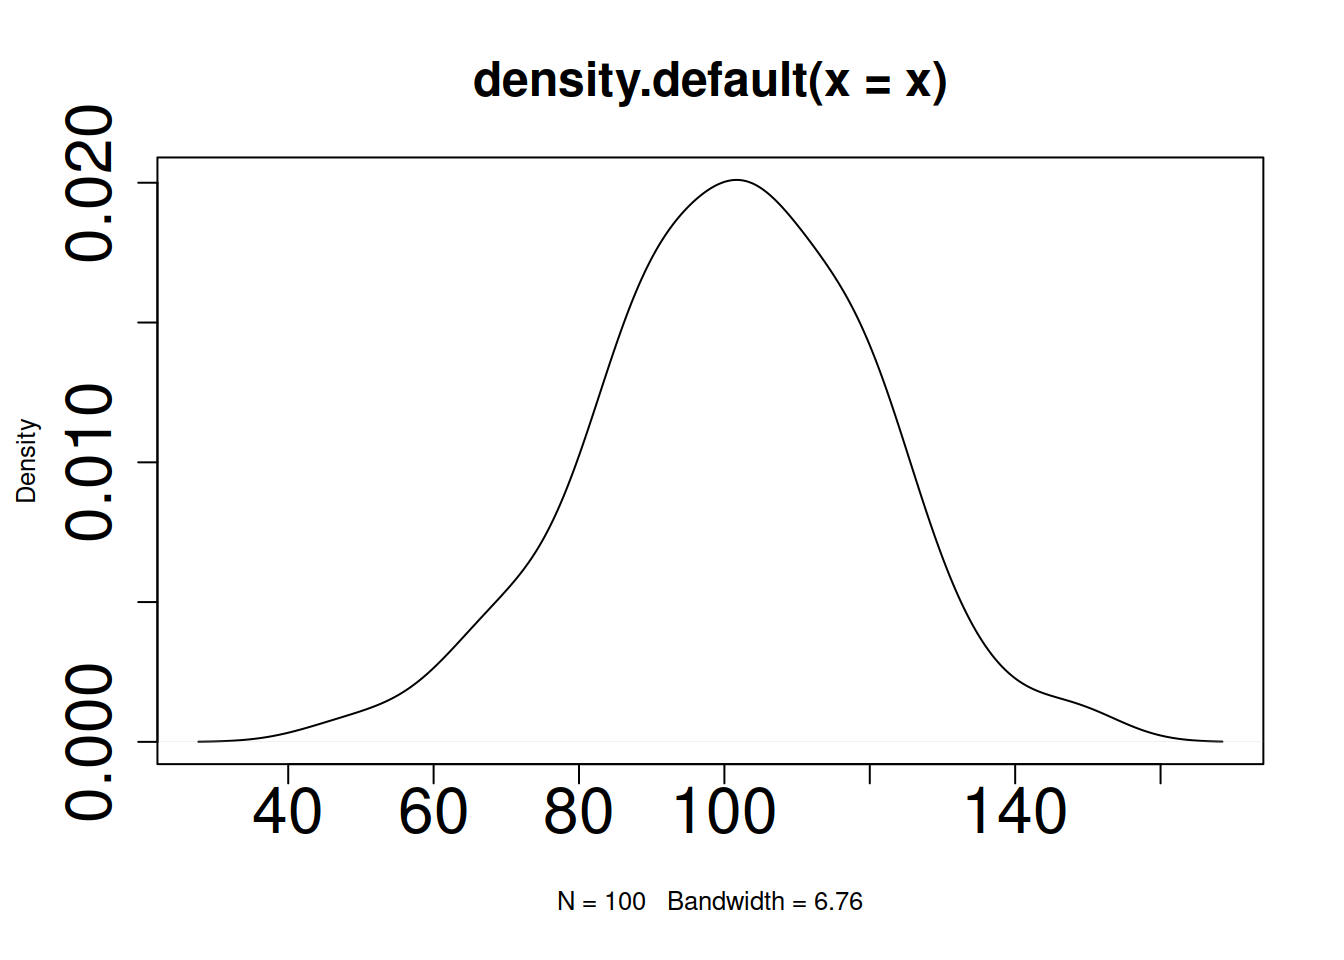 density.default(x = x)
0.020
0.010
0.000
Density
40 60 80 100 140
N = 100 Bandwidth = 6.76